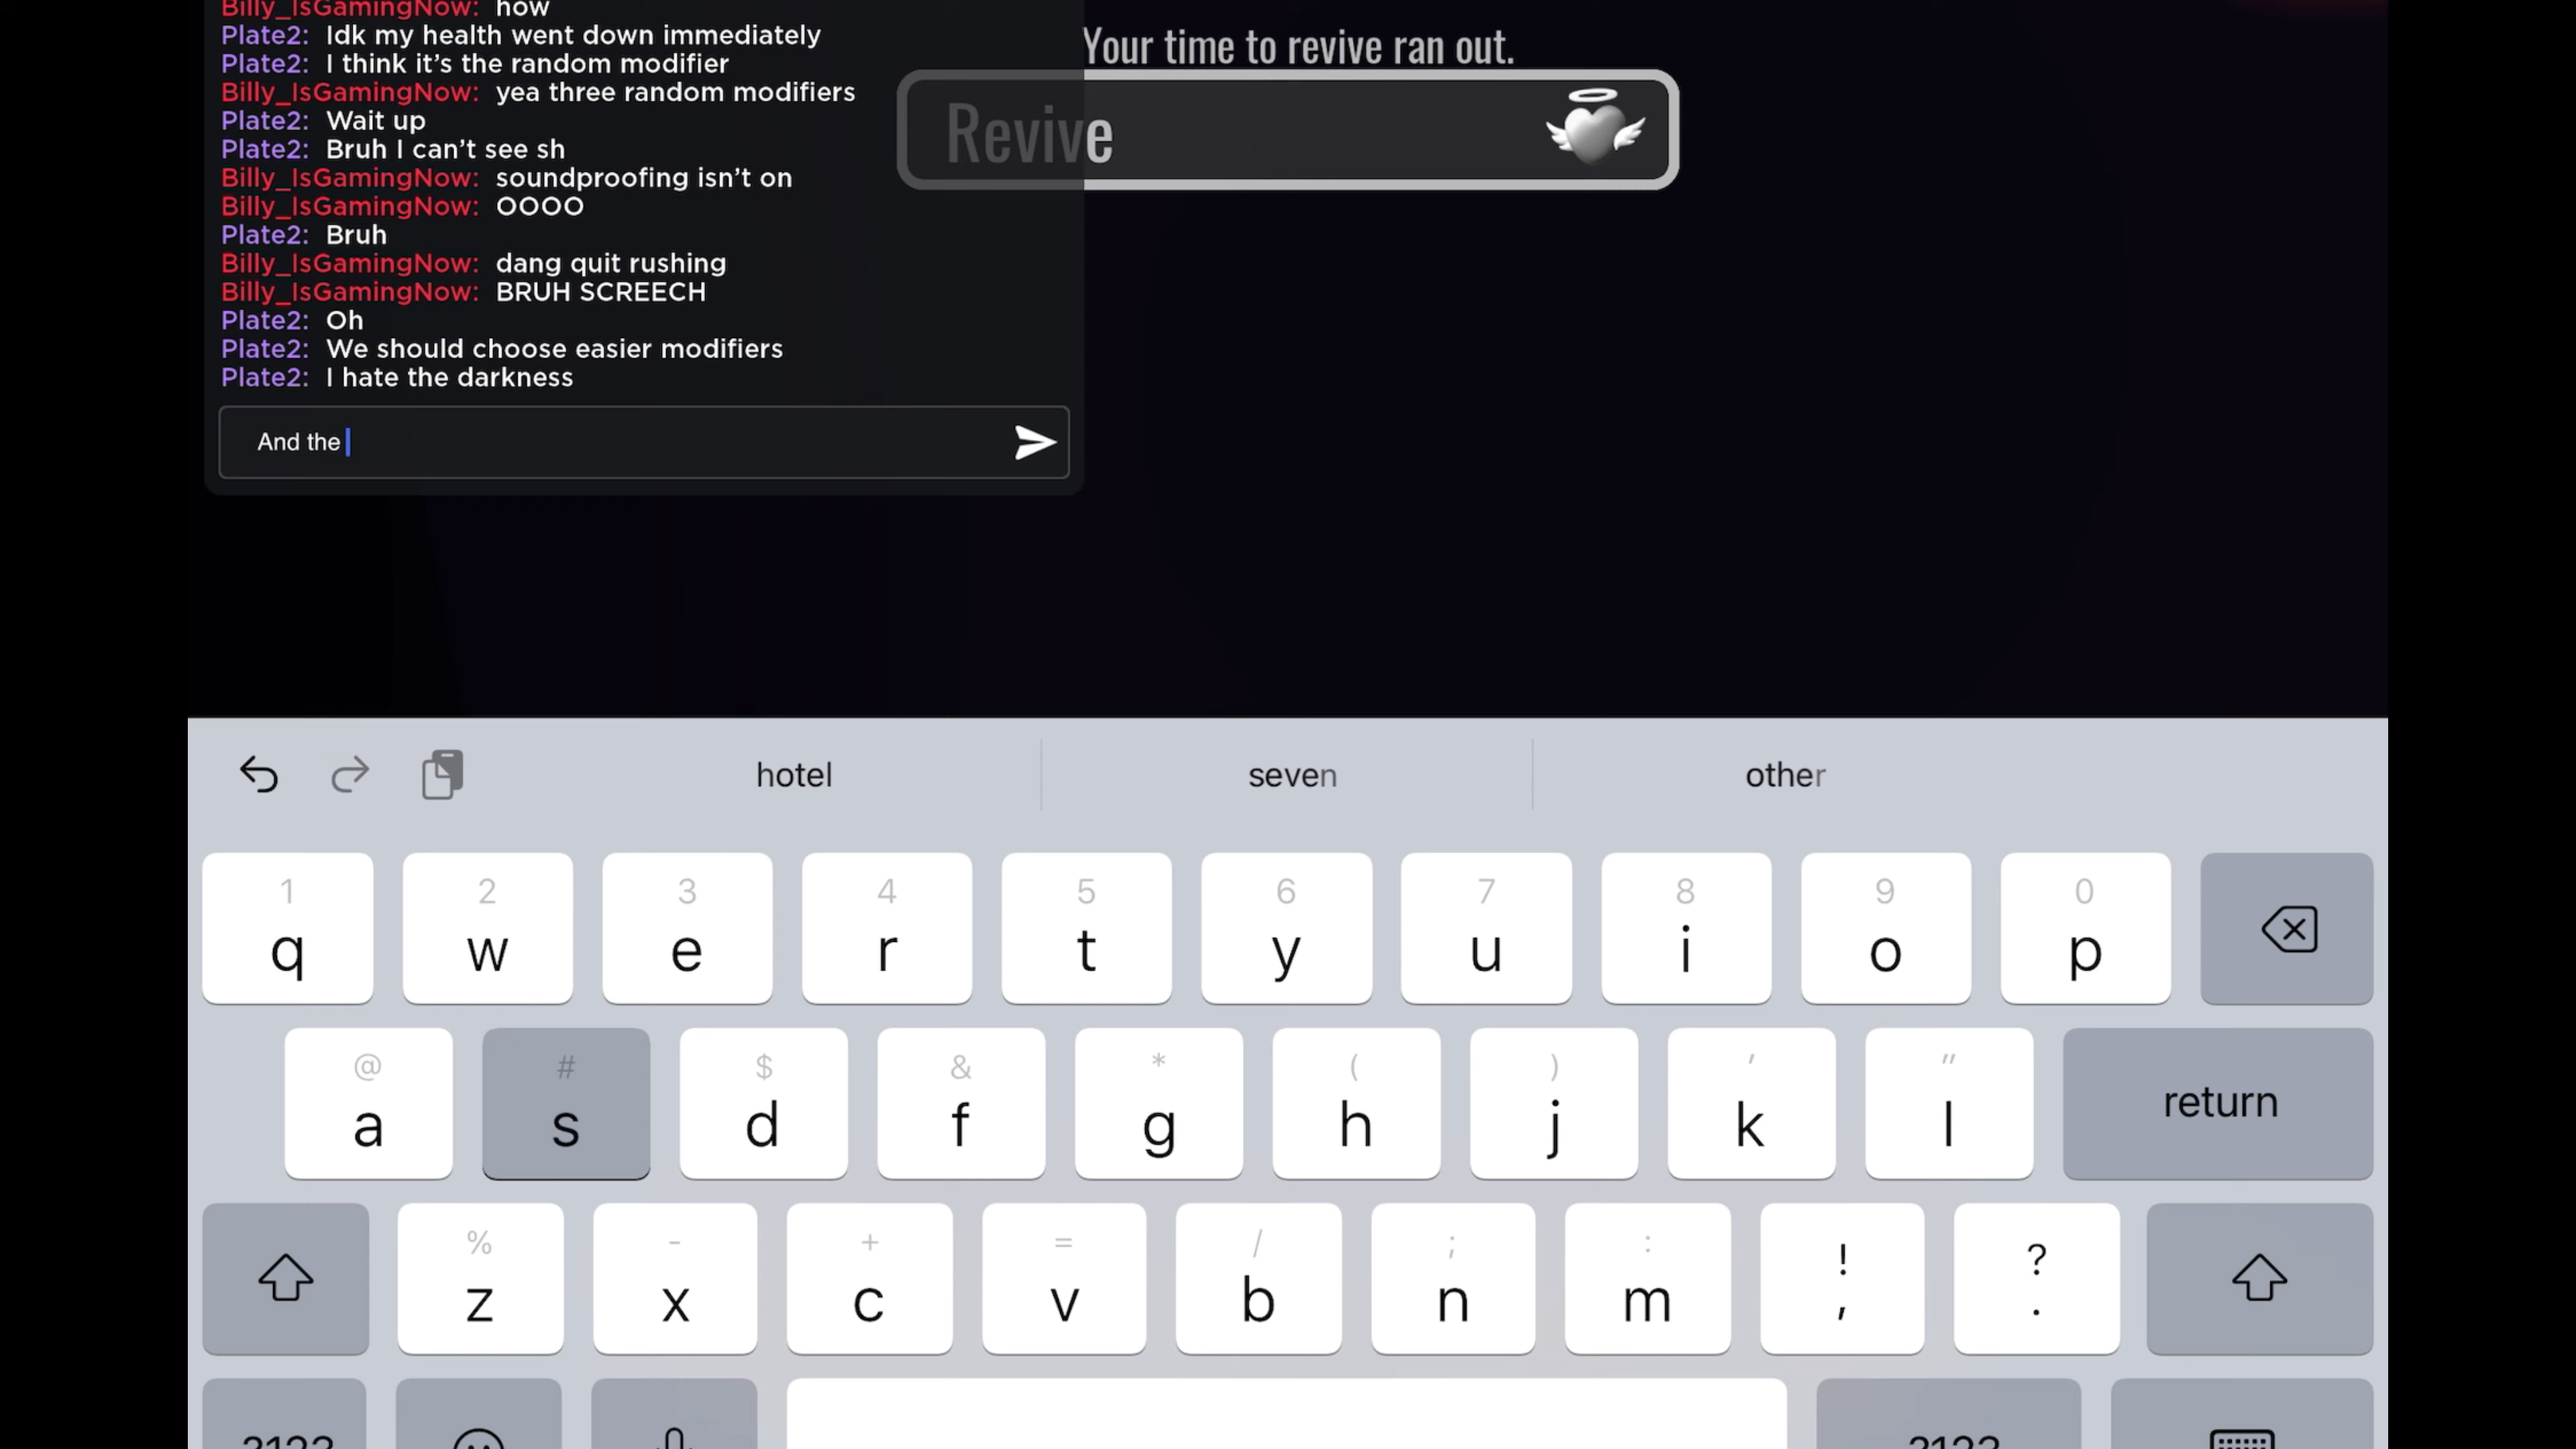 Billy_IsGamingNow: how
Plate2: Idk my health went down immediately
Plate2: I think it’s the random modifier
Billy_IsGamingNow: yea three random modifiers
Plate2: Wait up
Plate2: Bruh I can’t see sh
Billy_IsGamingNow: soundproofing isn’t on
Billy_IsGamingNow: OOOO
Plate2: Bruh
Billy_IsGamingNow: dang quit rushing
Billy_IsGamingNow: BRUH SCREECH
Plate2: Oh
Plate2: We should choose easier modifiers
Plate2: I hate the darkness
And the
Your time to revive ran out.
Revive
hotel seven other
1 2 3 4 5 6 7 8 9 0
q w e r t y u i o p
@ # $ & * ( ) ' "
a s d f g h j k l return
% - + = / ; : ! ?
z x c v b n m , .